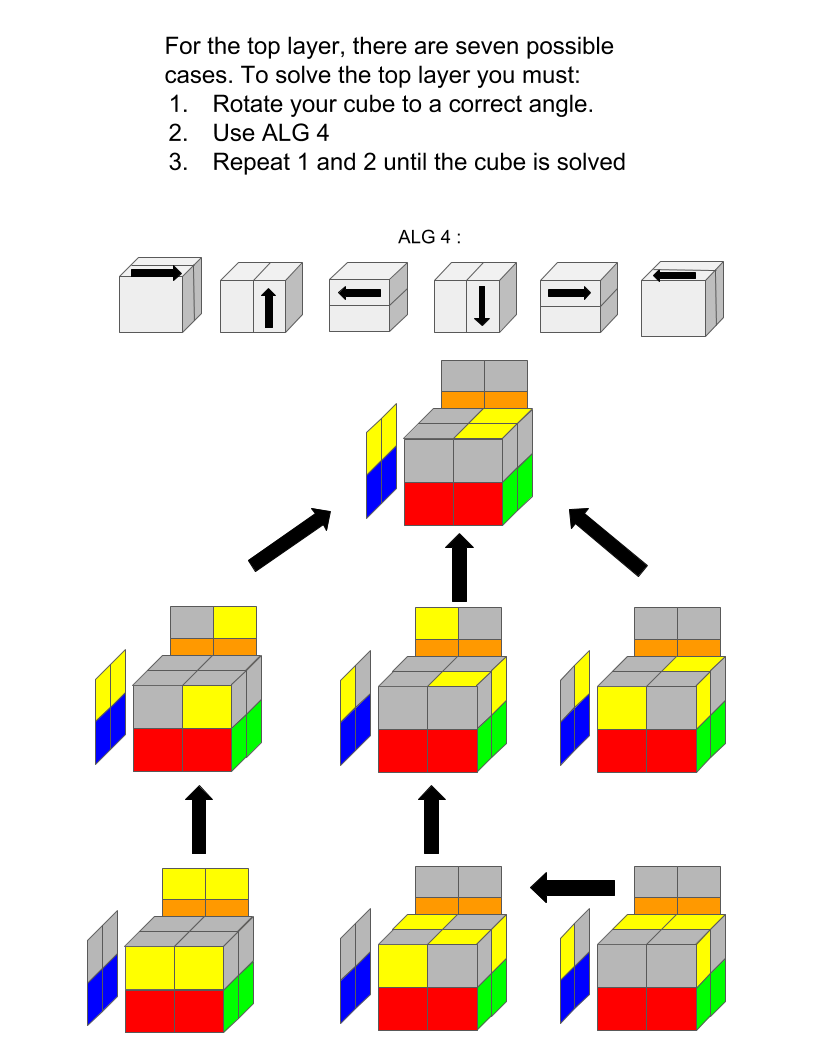 For the top layer, there are seven possible
cases. To solve the top layer you must:
1. Rotate your cube to a correct angle.
2. Use ALG 4
3. Repeat 1 and 2 until the cube is solved
ALG 4 :